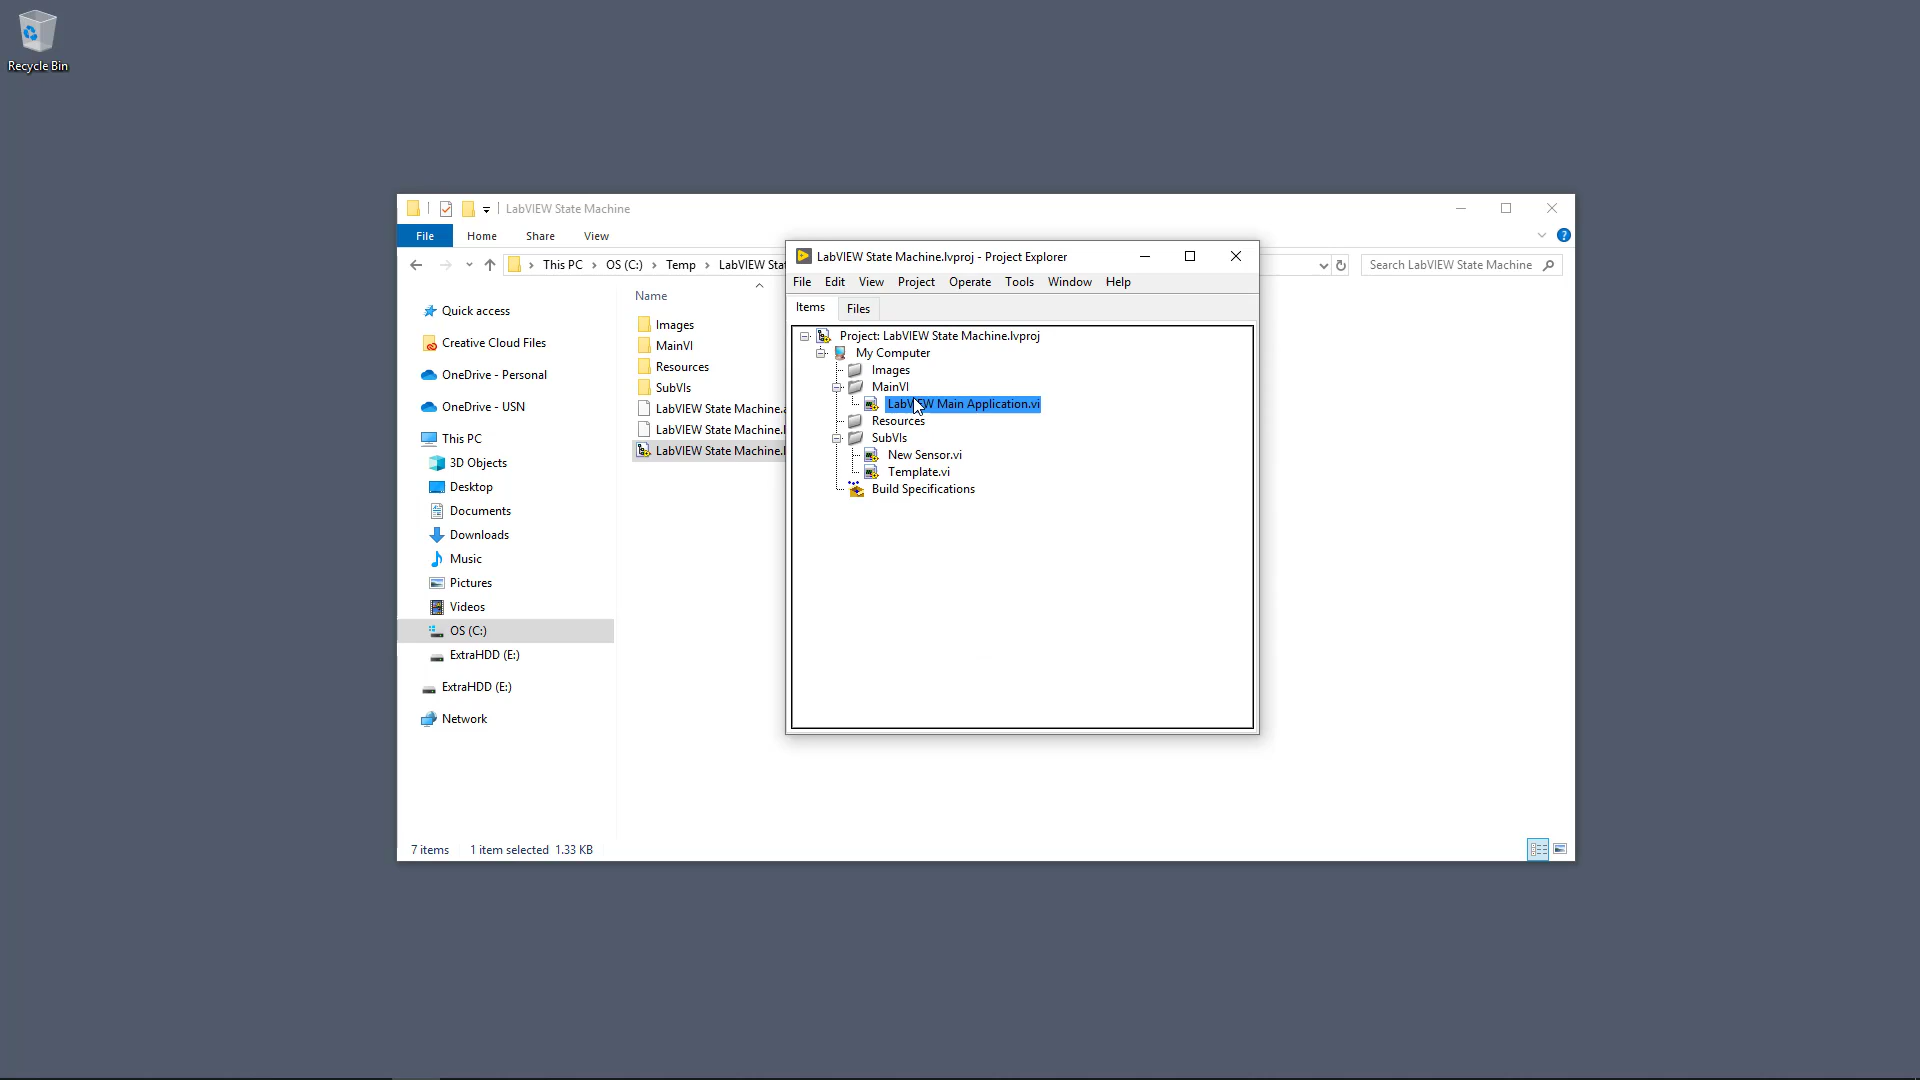 Recycle Bin
LabVIEW State Machine
File Home Share View
This PC OS (C:) Temp LabVIEW Stat
Search LabVIEW State Machine
Quick access
Creative Cloud Files
OneDrive - Personal
OneDrive - USN
This PC
3D Objects
Desktop
Documents
Downloads
Music
Pictures
Videos
OS (C:)
ExtraHDD (E:)
ExtraHDD (E:)
Network
Name
Images
MainVI
Resources
SubVIs
LabVIEW State Machine.a
LabVIEW State Machine.l
LabVIEW State Machine.l
7 items 1 item selected 1.33 KB
LabVIEW State Machine.lvproj - Project Explorer
File Edit View Project Operate Tools Window Help
Items Files
Project: LabVIEW State Machine.lvproj
My Computer
Images
MainVI
LabVIEW Main Application.vi
Resources
SubVIs
New Sensor.vi
Template.vi
Build Specifications